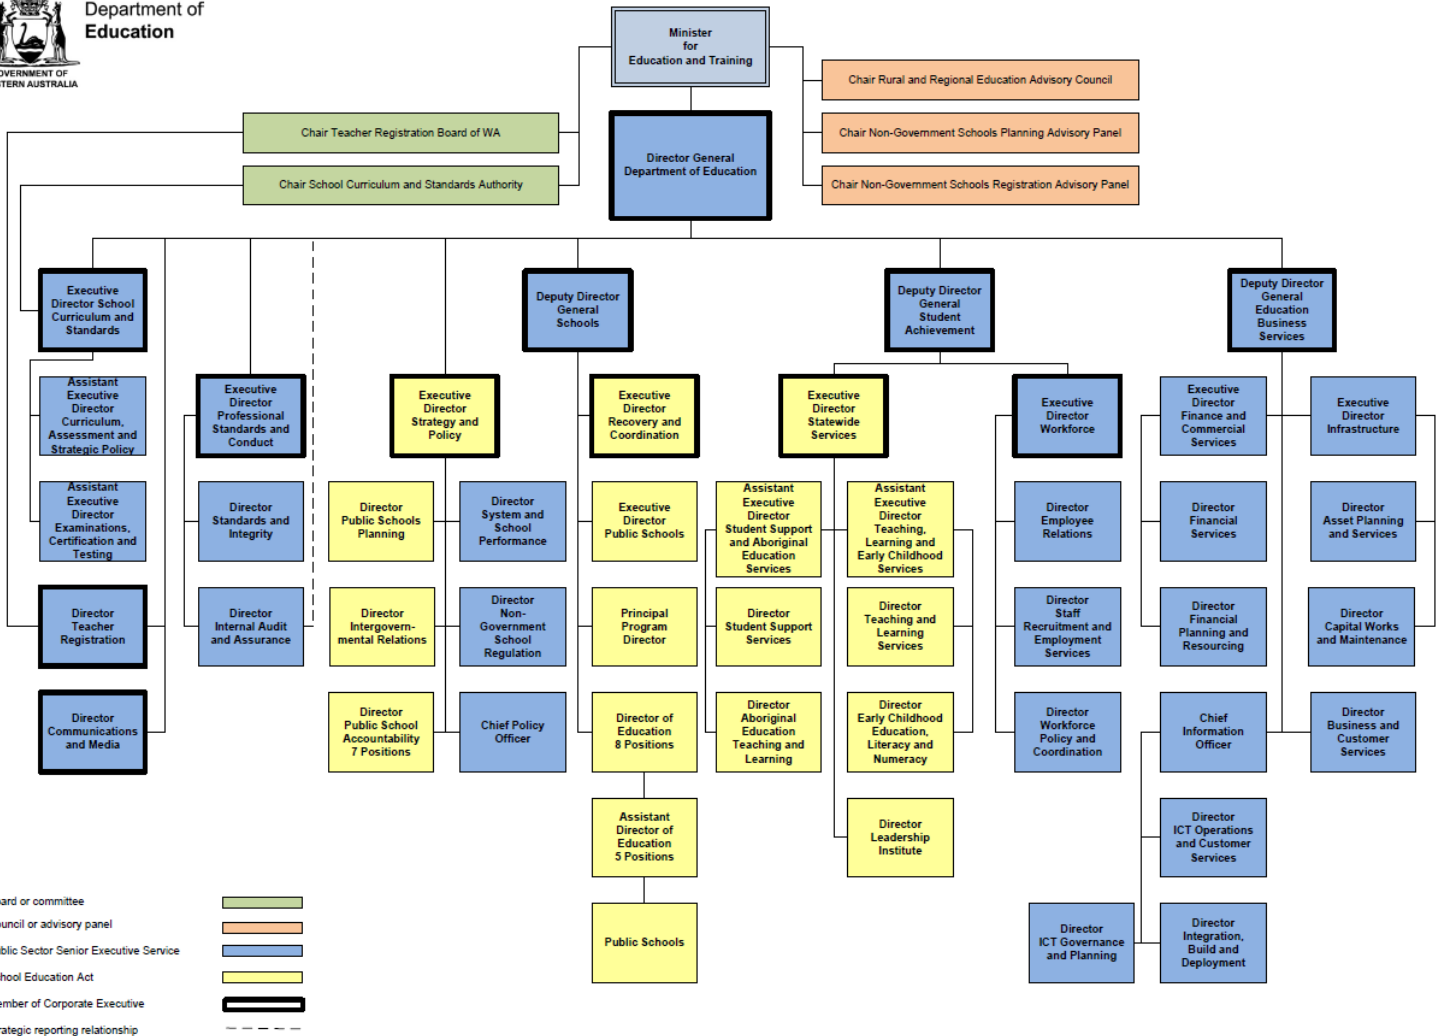 Department of
Education
OVERNMENT OF
STERN AUSTRALIA
Minister
for
Education and Training
Chair Rural and Regional Education Advisory Council
Chair Teacher Registration Board of WA
Chair Non-Government Schools Planning Advisory Panel
Director General
Department of Education
Chair School Curriculum and Standards Authority
Chair Non-Government Schools Registration Advisory Panel
Executive
Director School
Curriculum and
Standards
Deputy Director
General
Schools
Deputy Director
General
Student
Achievement
Deputy Director
General
Education
Business
Services
Assistant
Executive
Director
Curriculum,
Assessment and
Strategic Policy
Executive
Director
Professional
Standards and
Conduct
Executive
Director
Strategy and
Policy
Executive
Director
Recovery and
Coordination
Executive
Director
Statewide
Services
Executive
Director
Workforce
Executive
Director
Finance and
Commercial
Services
Executive
Director
Infrastructure
Assistant
Executive
Director
Examinations,
Certification and
Testing
Director
Standards and
Integrity
Director
Public Schools
Planning
Director
System and
School
Performance
Executive
Director
Public Schools
Assistant
Executive
Director
Student Support
and Aboriginal
Education
Services
Assistant
Executive
Director
Teaching,
Learning and
Early Childhood
Services
Director
Employee
Relations
Director
Financial
Services
Director
Asset Planning
and Services
Director
Teacher
Registration
Director
Internal Audit
and Assurance
Director
Intergovern-
mental Relations
Director
Non-
Government
School
Regulation
Principal
Program
Director
Director
Student Support
Services
Director
Teaching and
Learning
Services
Director
Staff
Recruitment and
Employment
Services
Director
Financial
Planning and
Resourcing
Director
Capital Works
and Maintenance
Director
Communications
and Media
Director
Public School
Accountability
7 Positions
Chief Policy
Officer
Director of
Education
8 Positions
Director
Aboriginal
Education
Teaching and
Learning
Director
Early Childhood
Education,
Literacy and
Numeracy
Director
Workforce
Policy and
Coordination
Chief
Information
Officer
Director
Business and
Customer
Services
Assistant
Director of
Education
5 Positions
Director
Leadership
Institute
Director
ICT Operations
and Customer
Services
Public Schools
Director
ICT Governance
and Planning
Director
Integration,
Build and
Deployment
oard or committee
ouncil or advisory panel
ublic Sector Senior Executive Service
chool Education Act
ember of Corporate Executive
trategic reporting relationship